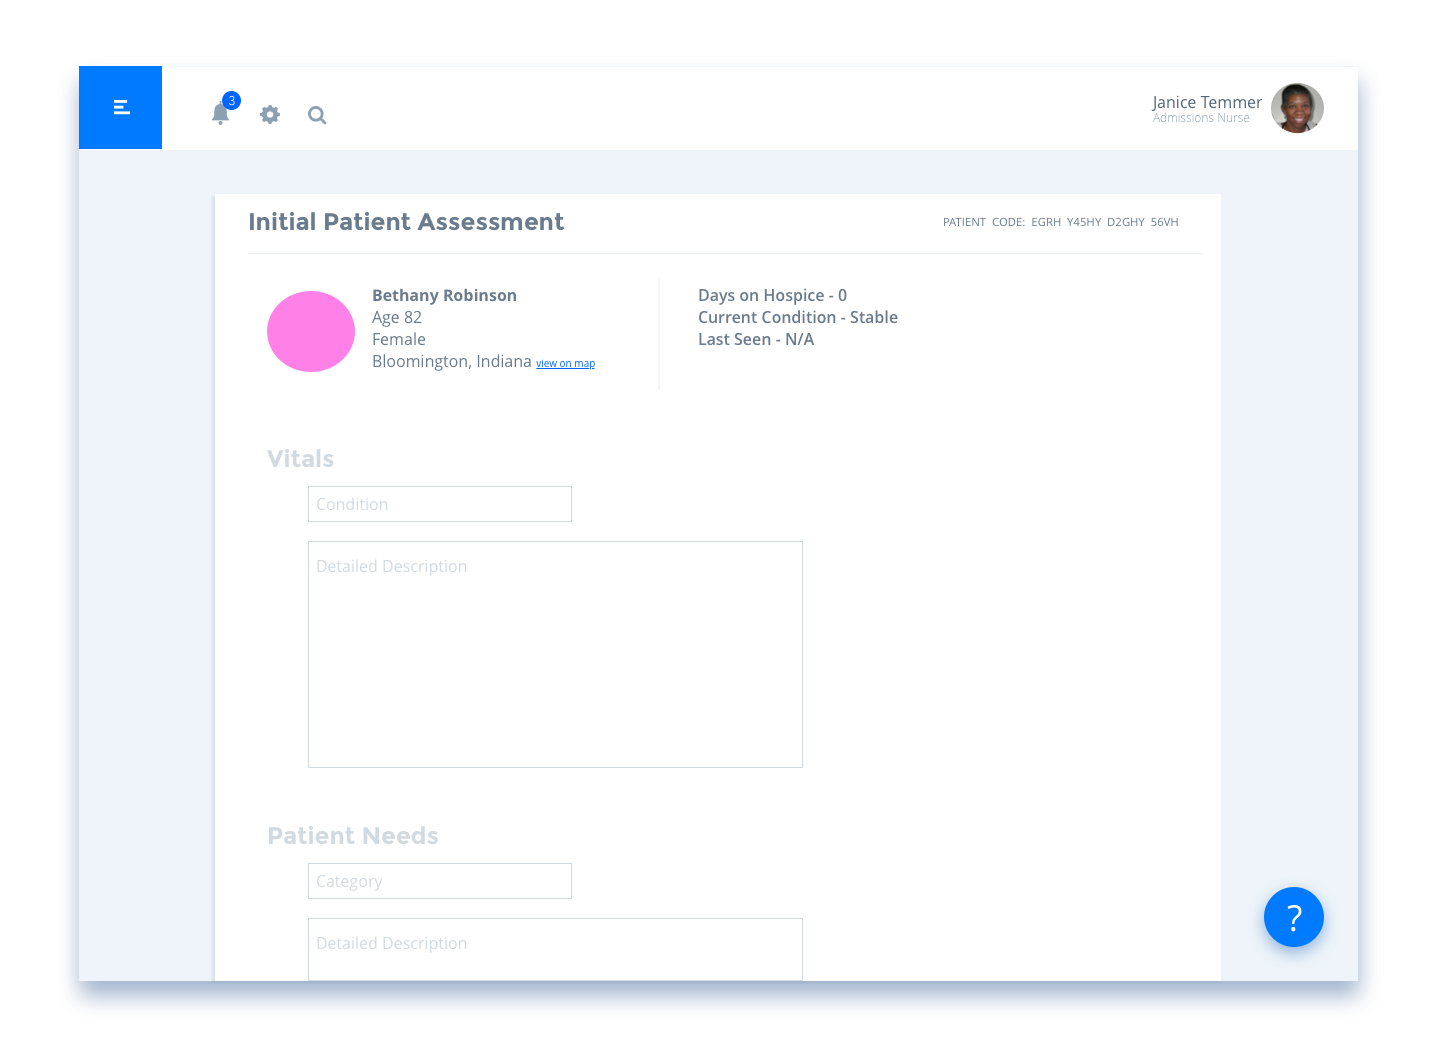 3
Janice Temmer
Admissions Nurse
Initial Patient Assessment
PATIENT CODE: EGRH Y45HY D2GHY 56VH
Bethany Robinson
Age 82
Female
Bloomington, Indiana view on map
Days on Hospice - 0
Current Condition - Stable
Last Seen - N/A
Vitals
Condition
Detailed Description
Patient Needs
Category
Detailed Description
?